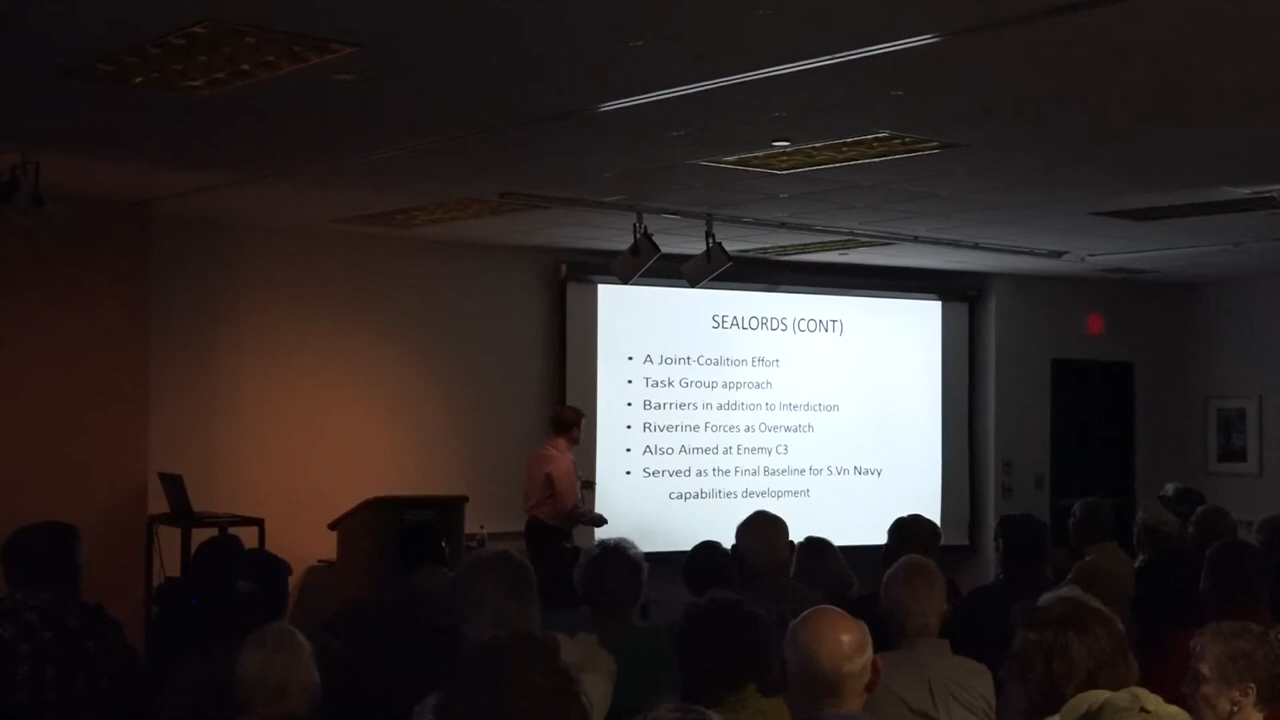 SEALORDS (CONT)
• A Joint-Coalition Effort
• Task Group approach
• Barriers in addition to Interdiction
• Riverine Forces as Overwatch
• Also Aimed at Enemy C3
• Served as the Final Baseline for S.Vn Navy
capabilities development